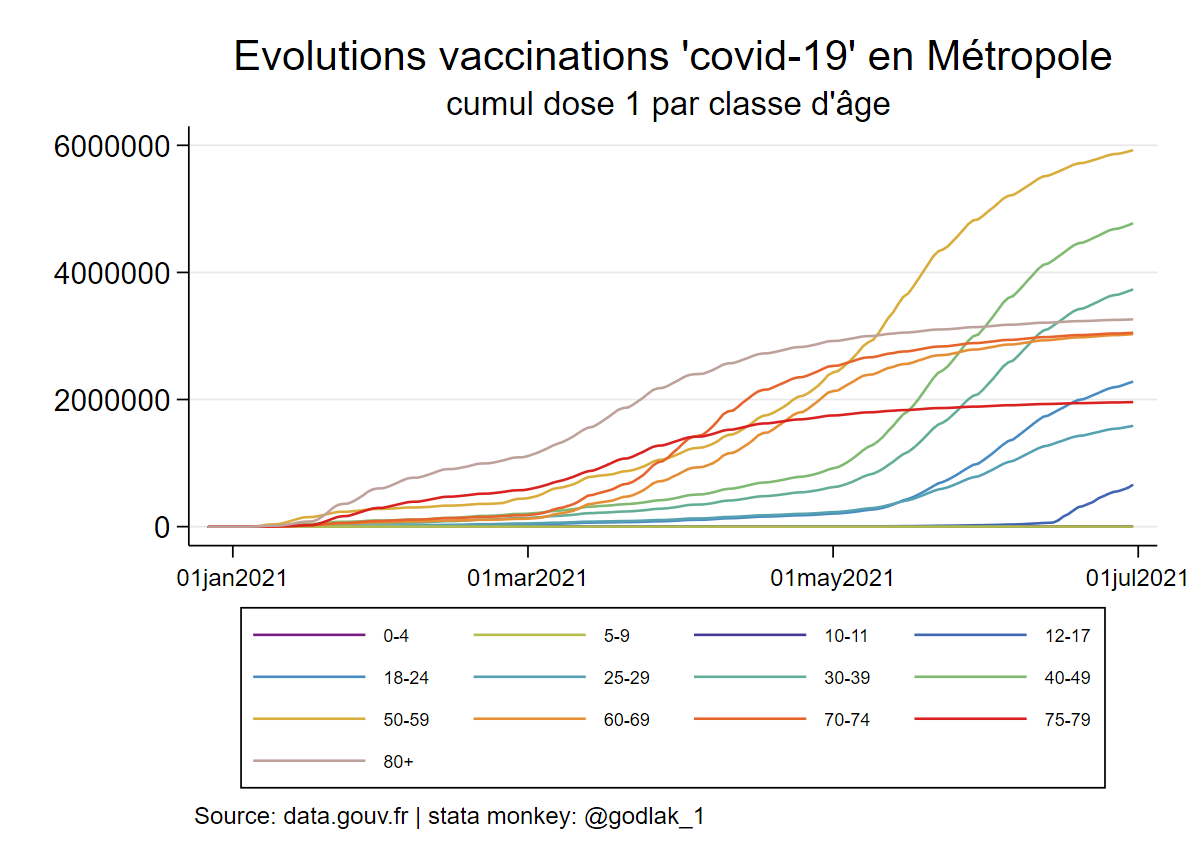 Evolutions vaccinations 'covid-19' en Métropole
cumul dose 1 par classe d'âge
6000000
4000000
2000000
0
01jan2021 01mar2021 01may2021 01jul2021
0-4 5-9 10-11 12-17
18-24 25-29 30-39 40-49
50-59 60-69 70-74 75-79
80+
Source: data.gouv.fr | stata monkey: @godlak_1